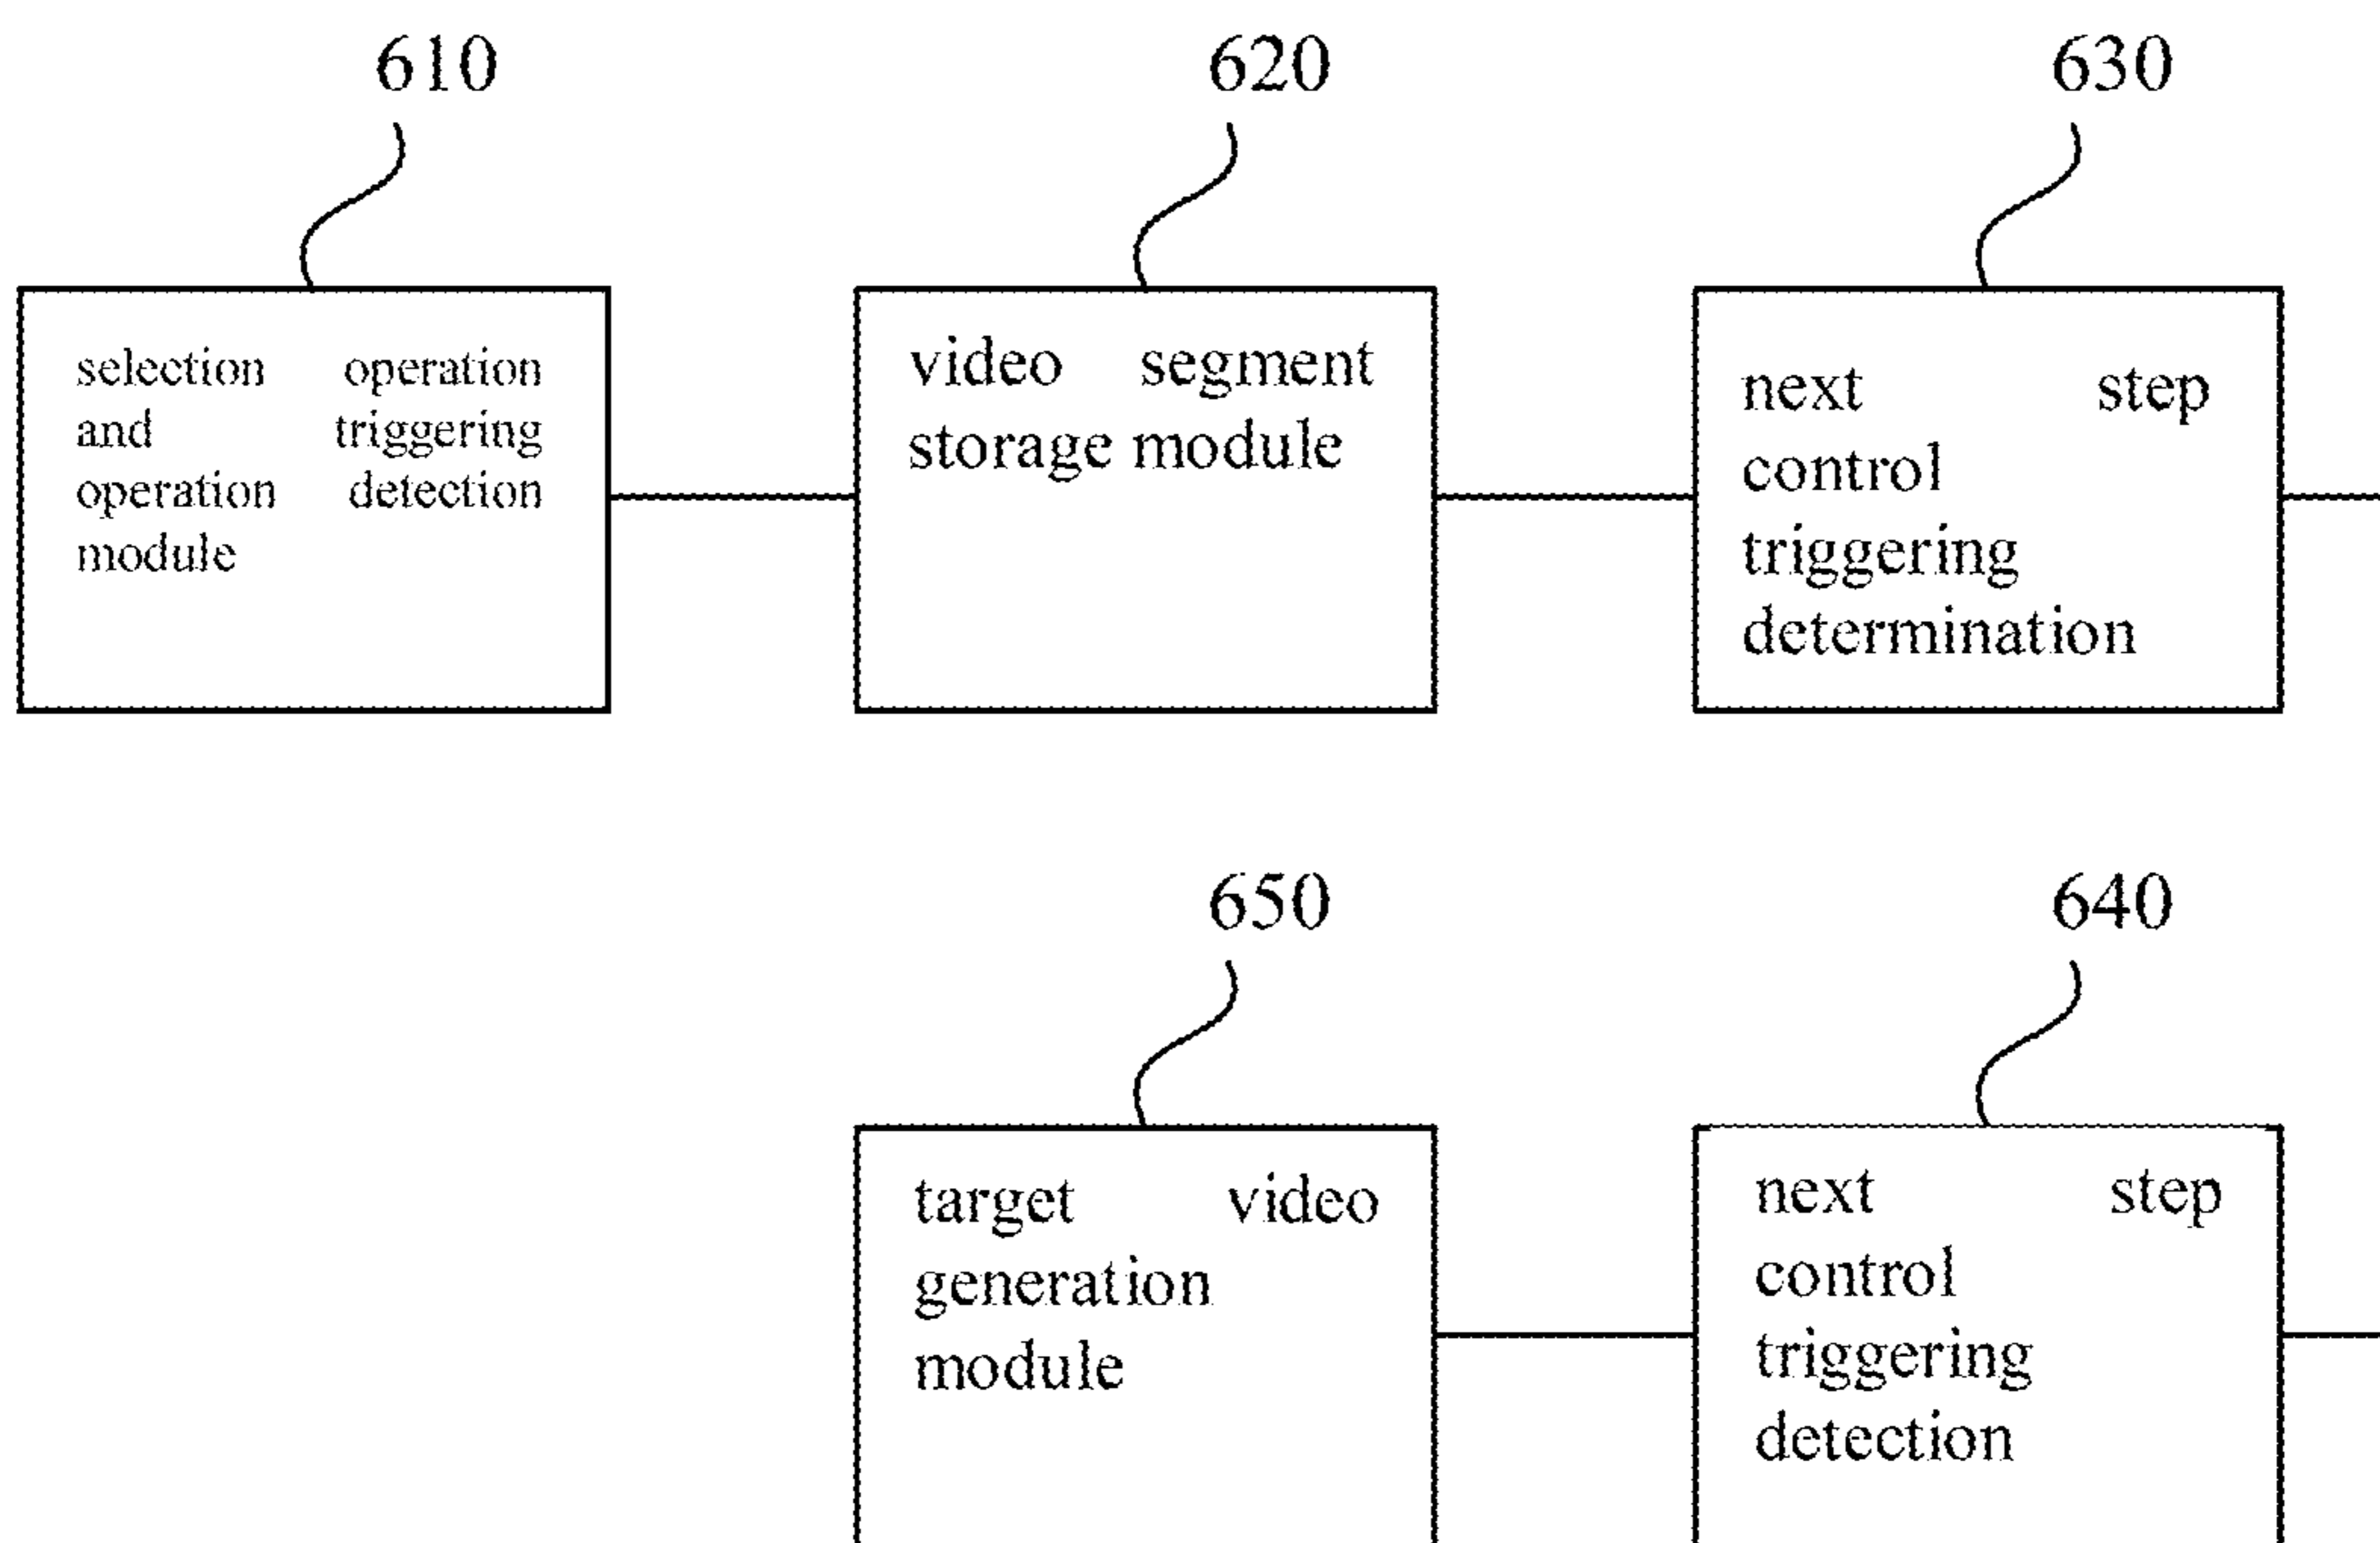 610
620
630
selection operation
and triggering
operation detection
module
video segment
storage module
next step
control
triggering
determination
650
640
target video
generation
module
next step
control
triggering
detection